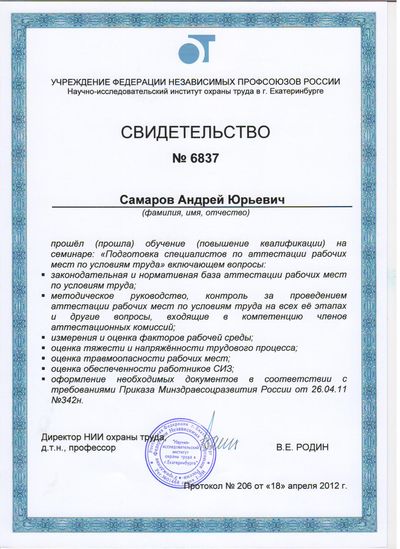 УЧРЕЖДЕНИЕ ФЕДЕРАЦИИ НЕЗАВИСИМЫХ ПРОФСОЮЗОВ РОССИИ
Научно-исследовательский институт охраны труда в г. Екатеринбурге
СВИДЕТЕЛЬСТВО
№ 6837
Самаров Андрей Юрьевич
(фамилия, имя, отчество)
прошёл (прошла) обучение (повышение квалификации) на
семинаре: «Подготовка специалистов по аттестации рабочих
мест по условиям труда» включающем вопросы:
▪ законодательная и нормативная база аттестации рабочих мест
по условиям труда;
▪ методическое руководство, контроль за проведением
аттестации рабочих мест по условиям труда на всех её этапах
и другие вопросы, входящие в компетенцию членов
аттестационных комиссий;
▪ измерения и оценка факторов рабочей среды;
▪ оценка тяжести и напряжённости трудового процесса;
▪ оценка травмоопасности рабочих мест;
▪ оценка обеспеченности работников СИЗ;
▪ оформление необходимых документов в соответствии с
требованиями Приказа Минздравсоцразвития России от 26.04.11
№342н.
Директор НИИ охраны труда,
д.т.н., профессор
В.Е. РОДИН
"Научно-
исследовательский
институт
охраны труда в
г.Екатеринбурге"
Протокол № 206 от «18» апреля 2012 г.